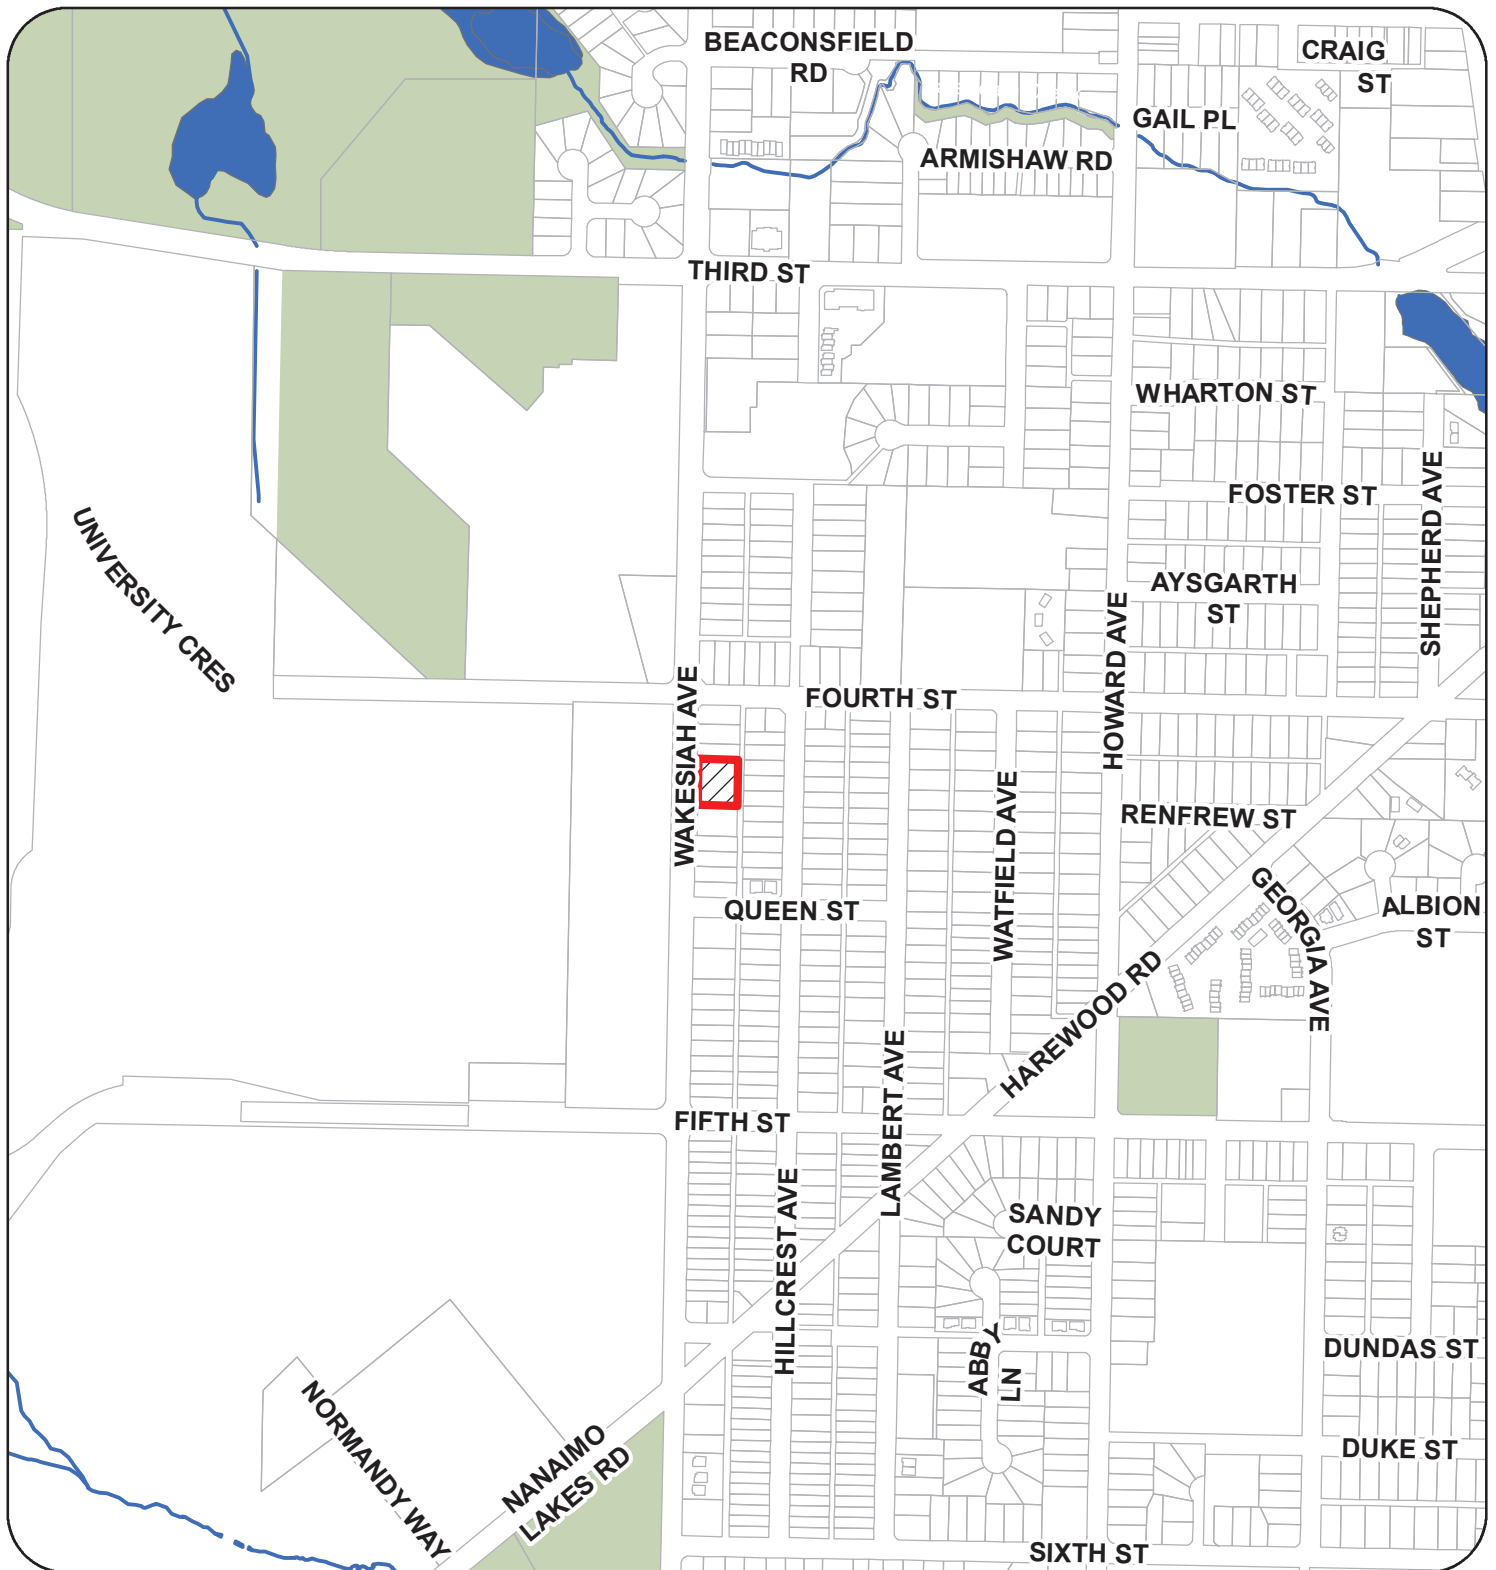 BEACONSFIELD
RD
CRAIG
ST
GAIL PL
ARMISHAW RD
THIRD ST
WHARTON ST
FOSTER ST
SHEPHERD AVE
UNIVERSITY CRES
AYSGARTH
ST
HOWARD AVE
WAKESIAH AVE
FOURTH ST
WATFIELD AVE
RENFREW ST
GEORGIA AVE
QUEEN ST
ALBION
ST
HAREWOOD RD
LAMBERT AVE
FIFTH ST
HILLCREST AVE
SANDY
COURT
ABBY
LN
DUNDAS ST
NORMANDY WAY
NANAIMO
LAKES RD
DUKE ST
SIXTH ST